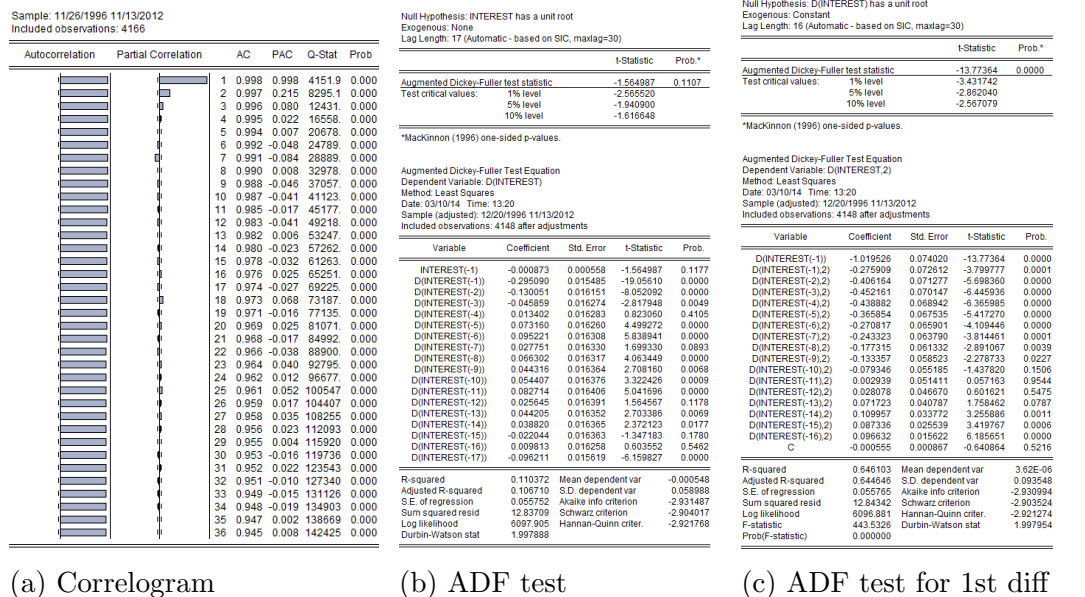 Sample: 11/26/1996 11/13/2012
Included observations: 4166
Autocorrelation Partial Correlation AC PAC Q-Stat Prob
1 0.998 0.998 4151.9 0.000
2 0.997 0.215 8295.1 0.000
3 0.996 0.080 12431. 0.000
4 0.995 0.022 16558. 0.000
5 0.994 0.007 20678. 0.000
6 0.992 -0.048 24789. 0.000
7 0.991 -0.084 28889. 0.000
8 0.990 0.008 32978. 0.000
9 0.988 -0.046 37057. 0.000
10 0.987 -0.041 41123. 0.000
11 0.985 -0.017 45177. 0.000
12 0.983 -0.041 49218. 0.000
13 0.982 0.006 53247. 0.000
14 0.980 -0.023 57262. 0.000
15 0.978 -0.032 61263. 0.000
16 0.976 0.025 65251. 0.000
17 0.974 -0.027 69225. 0.000
18 0.973 0.068 73187. 0.000
19 0.971 -0.016 77135. 0.000
20 0.969 0.025 81071. 0.000
21 0.968 -0.017 84992. 0.000
22 0.966 -0.038 88900. 0.000
23 0.964 0.040 92795. 0.000
24 0.962 0.012 96677. 0.000
25 0.961 0.052 100547 0.000
26 0.959 0.017 104407 0.000
27 0.958 0.035 108255 0.000
28 0.956 0.023 112093 0.000
29 0.955 0.004 115920 0.000
30 0.953 -0.016 119736 0.000
31 0.952 0.022 123543 0.000
32 0.951 -0.010 127340 0.000
33 0.949 -0.015 131126 0.000
34 0.948 -0.019 134903 0.000
35 0.947 0.002 138669 0.000
36 0.945 0.008 142425 0.000
(a) Correlogram
Null Hypothesis: INTEREST has a unit root
Exogenous: None
Lag Length: 17 (Automatic - based on SIC, maxlag=30)
t-Statistic Prob.*
Augmented Dickey-Fuller test statistic -1.564987 0.1107
Test critical values: 1% level -2.565520
5% level -1.940900
10% level -1.616648
*MacKinnon (1996) one-sided p-values.
Augmented Dickey-Fuller Test Equation
Dependent Variable: D(INTEREST)
Method: Least Squares
Date: 03/10/14 Time: 13:20
Sample (adjusted): 12/20/1996 11/13/2012
Included observations: 4148 after adjustments
Variable Coefficient Std. Error t-Statistic Prob.
INTEREST(-1) -0.000873 0.000558 -1.564987 0.1177
D(INTEREST(-1)) -0.295090 0.015485 -19.05610 0.0000
D(INTEREST(-2)) -0.130051 0.016151 -8.052092 0.0000
D(INTEREST(-3)) -0.045859 0.016274 -2.817948 0.0049
D(INTEREST(-4)) 0.013402 0.016283 0.823060 0.4105
D(INTEREST(-5)) 0.073160 0.016260 4.499272 0.0000
D(INTEREST(-6)) 0.095221 0.016308 5.838941 0.0000
D(INTEREST(-7)) 0.027751 0.016330 1.699330 0.0893
D(INTEREST(-8)) 0.066302 0.016317 4.063449 0.0000
D(INTEREST(-9)) 0.044316 0.016364 2.708160 0.0068
D(INTEREST(-10)) 0.054407 0.016376 3.322426 0.0009
D(INTEREST(-11)) 0.082714 0.016406 5.041696 0.0000
D(INTEREST(-12)) 0.025645 0.016391 1.564567 0.1178
D(INTEREST(-13)) 0.044205 0.016352 2.703386 0.0069
D(INTEREST(-14)) 0.038820 0.016365 2.372123 0.0177
D(INTEREST(-15)) -0.022044 0.016363 -1.347183 0.1780
D(INTEREST(-16)) 0.009813 0.016258 0.603552 0.5462
D(INTEREST(-17)) -0.096211 0.015619 -6.159827 0.0000
R-squared 0.110372 Mean dependent var -0.000548
Adjusted R-squared 0.106710 S.D. dependent var 0.058988
S.E. of regression 0.055752 Akaike info criterion -2.931487
Sum squared resid 12.83709 Schwarz criterion -2.904017
Log likelihood 6097.905 Hannan-Quinn criter. -2.921768
Durbin-Watson stat 1.997888
(b) ADF test
Null Hypothesis: D(INTEREST) has a unit root
Exogenous: Constant
Lag Length: 16 (Automatic - based on SIC, maxlag=30)
t-Statistic Prob.*
Augmented Dickey-Fuller test statistic -13.77364 0.0000
Test critical values: 1% level -3.431742
5% level -2.862040
10% level -2.567079
*MacKinnon (1996) one-sided p-values.
Augmented Dickey-Fuller Test Equation
Dependent Variable: D(INTEREST,2)
Method: Least Squares
Date: 03/10/14 Time: 13:20
Sample (adjusted): 12/20/1996 11/13/2012
Included observations: 4148 after adjustments
Variable Coefficient Std. Error t-Statistic Prob.
D(INTEREST(-1)) -1.019526 0.074020 -13.77364 0.0000
D(INTEREST(-1),2) -0.275909 0.072612 -3.799777 0.0001
D(INTEREST(-2),2) -0.406164 0.071277 -5.698360 0.0000
D(INTEREST(-3),2) -0.452161 0.070147 -6.445936 0.0000
D(INTEREST(-4),2) -0.438882 0.068942 -6.365985 0.0000
D(INTEREST(-5),2) -0.365854 0.067535 -5.417270 0.0000
D(INTEREST(-6),2) -0.270817 0.065901 -4.109446 0.0000
D(INTEREST(-7),2) -0.243323 0.063790 -3.814461 0.0001
D(INTEREST(-8),2) -0.177315 0.061332 -2.891067 0.0039
D(INTEREST(-9),2) -0.133357 0.058523 -2.278733 0.0227
D(INTEREST(-10),2) -0.079346 0.055185 -1.437820 0.1506
D(INTEREST(-11),2) 0.002939 0.051411 0.057163 0.9544
D(INTEREST(-12),2) 0.028078 0.046670 0.601621 0.5475
D(INTEREST(-13),2) 0.071723 0.040787 1.758462 0.0787
D(INTEREST(-14),2) 0.109957 0.033772 3.255886 0.0011
D(INTEREST(-15),2) 0.087336 0.025539 3.419767 0.0006
D(INTEREST(-16),2) 0.096632 0.015622 6.185651 0.0000
C -0.000555 0.000867 -0.640864 0.5216
R-squared 0.646103 Mean dependent var 3.62E-06
Adjusted R-squared 0.644646 S.D. dependent var 0.093548
S.E. of regression 0.055765 Akaike info criterion -2.930994
Sum squared resid 12.84342 Schwarz criterion -2.903524
Log likelihood 6096.881 Hannan-Quinn criter. -2.921274
F-statistic 443.5326 Durbin-Watson stat 1.997954
Prob(F-statistic) 0.000000
(c) ADF test for 1st diff